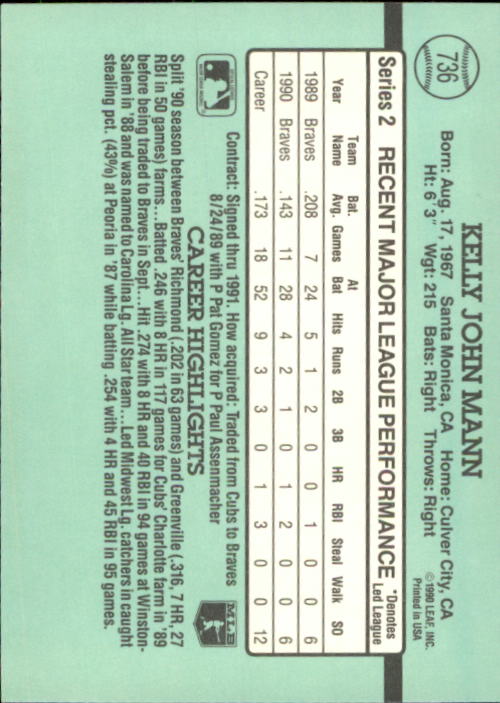 736
KELLY JOHN MANN
Born: Aug. 17, 1967 Santa Monica, CA Home: Culver City, CA
Ht: 6' 3" Wgt: 215 Bats: Right Throws: Right
©1990 LEAF, INC.
Printed in USA
Series 2 RECENT MAJOR LEAGUE PERFORMANCE *Denotes Led League
Year Team Name Bat. Avg. Games At Bat Hits Runs 2B 3B HR RBI Steal Walk SO
1989 Braves .208 7 24 5 1 2 0 0 1 0 0 6
1990 Braves .143 11 28 4 2 1 0 1 2 0 0 6
Career .173 18 52 9 3 3 0 1 3 0 0 12
Contract: Signed thru 1991. How acquired: Traded from Cubs to Braves
8/24/89 with P Pat Gomez for P Paul Assenmacher
CAREER HIGHLIGHTS
MLB
Split '90 season between Braves' Richmond (.202 in 63 games) and Greenville (.316, 7 HR, 27
RBI in 50 games) farms...Batted .246 with 8 HR in 117 games for Cubs' Charlotte farm in '89
before being traded to Braves in Sept....Hit .274 with 8 HR and 40 RBI in 94 games at Winston-
Salem in '88 and was named to Carolina Lg. All Star team...Led Midwest Lg. catchers in caught
stealing pct. (43%) at Peoria in '87 while batting .254 with 4 HR and 45 RBI in 95 games.